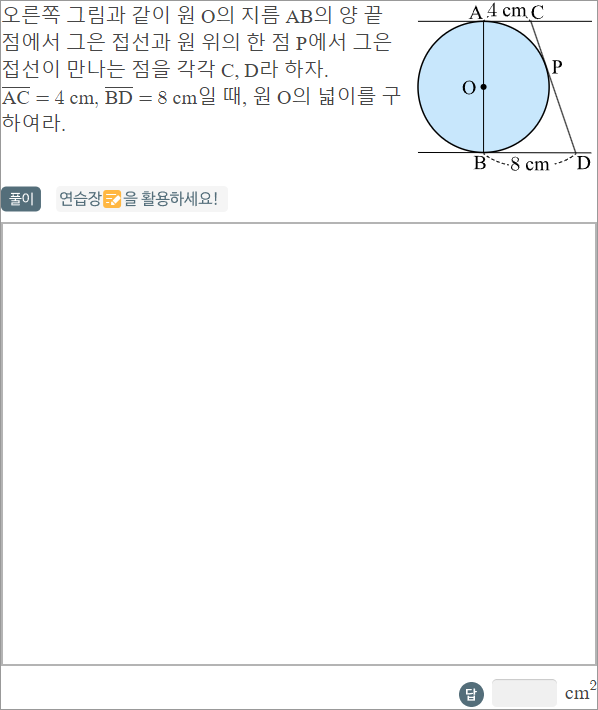 오른쪽 그림과 같이 원 O의 지름 AB의 양 끝
점에서 그은 접선과 원 위의 한 점 P에서 그은
접선이 만나는 점을 각각 C, D라 하자.
AC = 4 cm, BD = 8 cm일 때, 원 O의 넓이를 구
하여라.
A 4 cm C
P
O
B 8 cm D
풀이 연습장을 활용하세요!
답 cm²